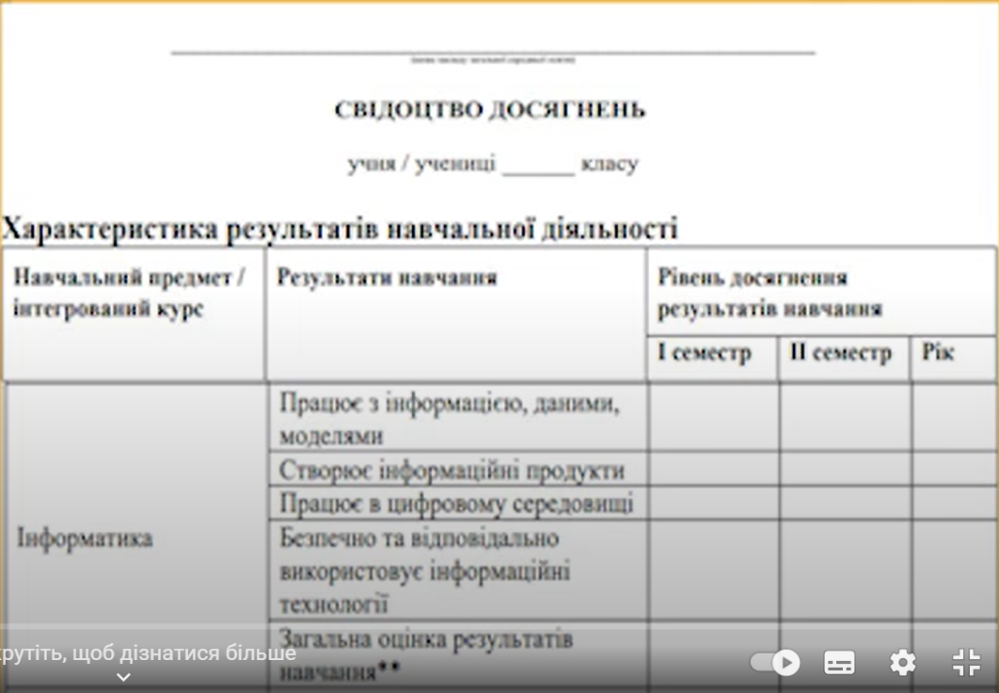 СВІДОЦТВО ДОСЯГНЕНЬ
учня / учениці ______ класу
Характеристика результатів навчальної діяльності
Навчальний предмет /
інтегрований курс
Результати навчання
Рівень досягнення
результатів навчання
І семестр
ІІ семестр
Рік
Інформатика
Працює з інформацією, даними,
моделями
Створює інформаційні продукти
Працює в цифровому середовищі
Безпечно та відповідально
використовує інформаційні
технології
Загальна оцінка результатів
навчання**
крутіть, щоб дізнатися більше